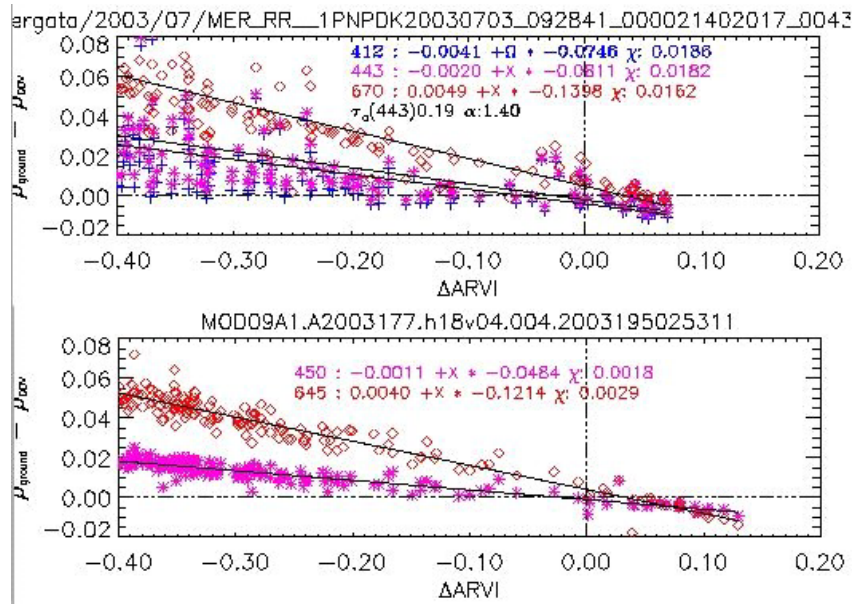 ergata/2003/07/MER_RR__1PNPDK20030703_092841_000021402017_0043
412 : -0.0041 +Ω * -0.0746 χ: 0.0186
443 : -0.0020 +X * -0.0811 χ: 0.0182
670 : 0.0049 +X * -0.1398 χ: 0.0162
τa(443)0.19 α:1.40
ρground - ρDDV
0.08
0.06
0.04
0.02
0.00
-0.02
-0.40 -0.30 -0.20 -0.10 0.00 0.10 0.20
ΔARVI
MOD09A1.A2003177.h18v04.004.2003195025311
450 : -0.0011 +X * -0.0484 χ: 0.0018
645 : 0.0040 +X * -0.1214 χ: 0.0029
ρground - ρDDV
0.08
0.06
0.04
0.02
0.00
-0.02
-0.40 -0.30 -0.20 -0.10 0.00 0.10 0.20
ΔARVI